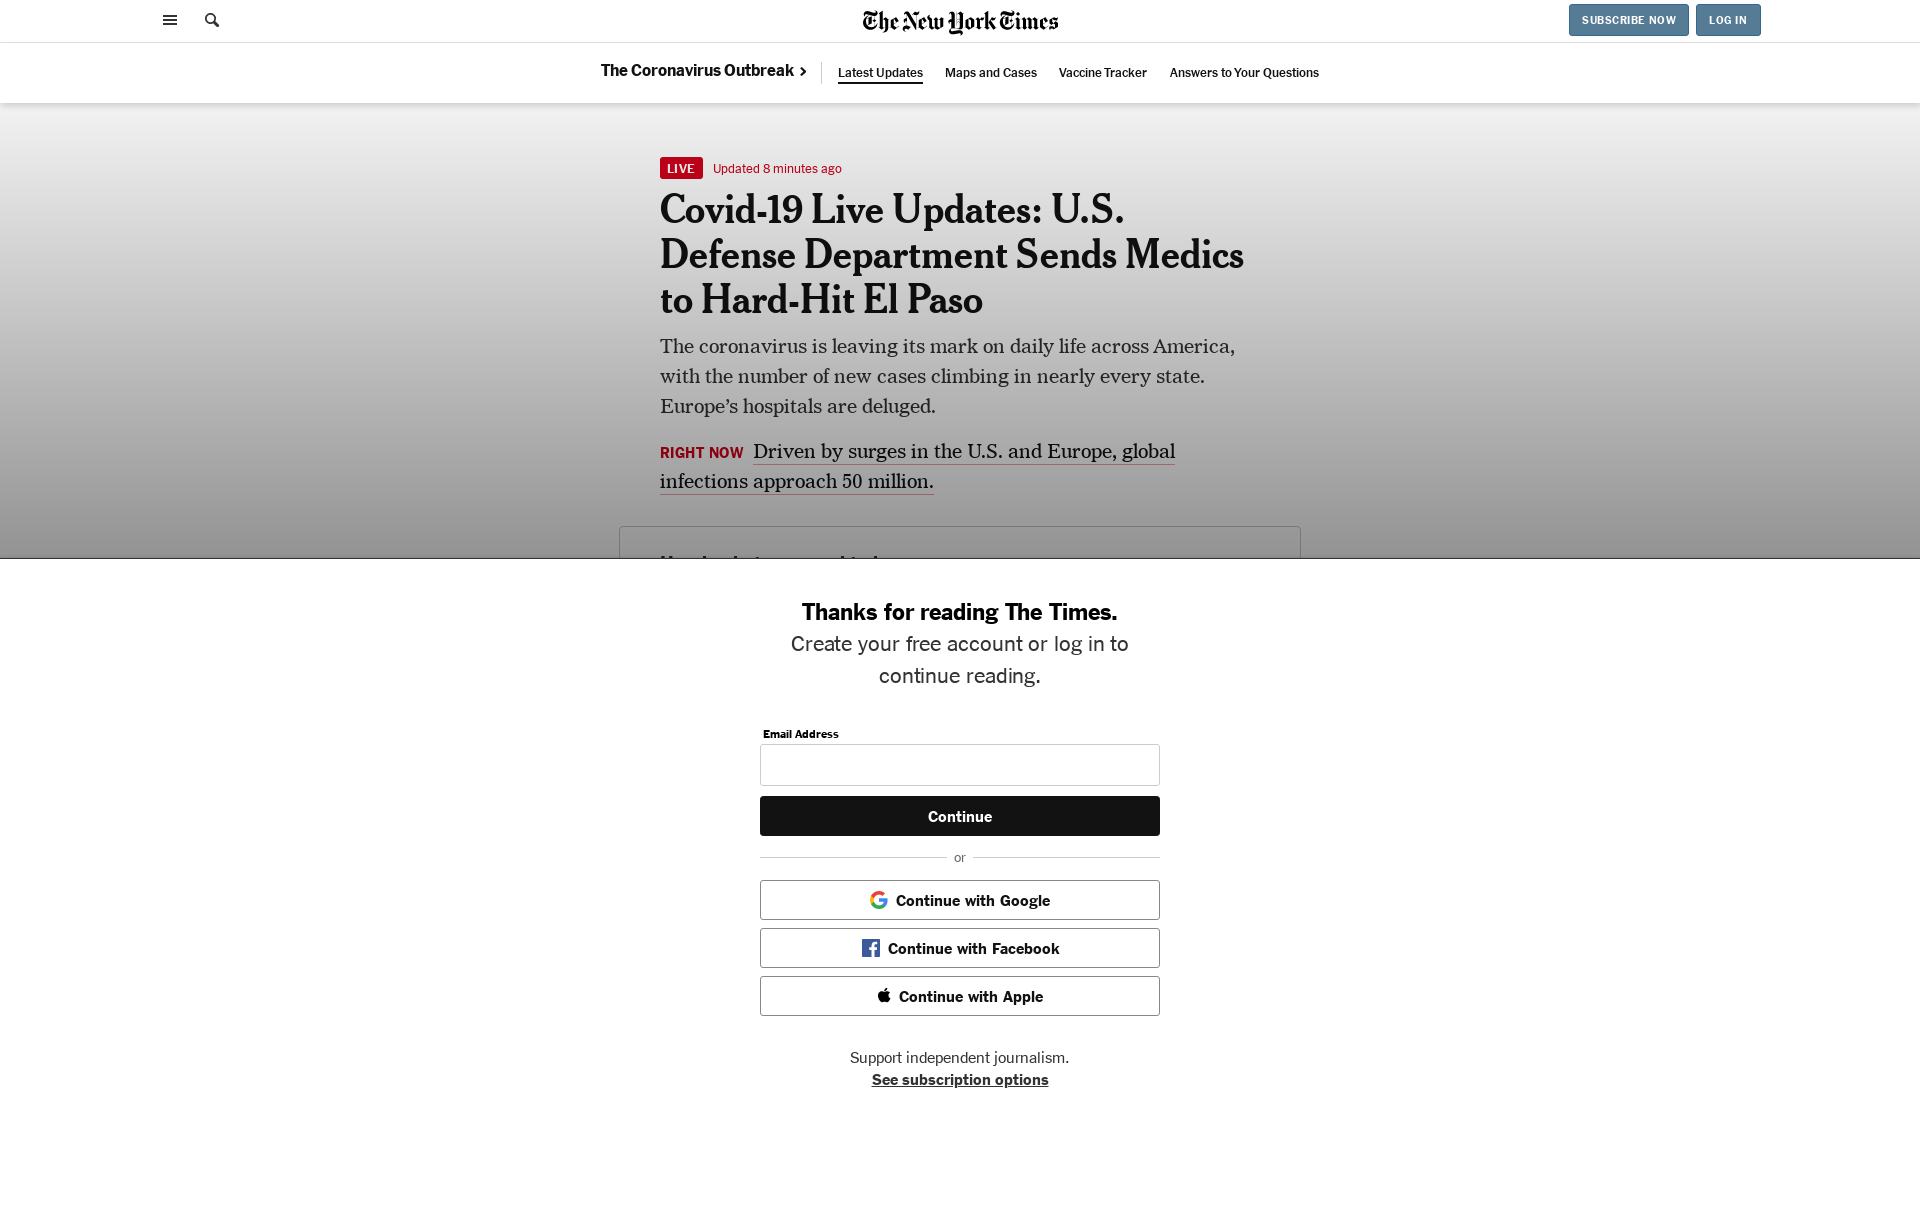 The New York Times
SUBSCRIBE NOW
LOG IN
The Coronavirus Outbreak
Latest Updates
Maps and Cases
Vaccine Tracker
Answers to Your Questions
LIVE
Updated 8 minutes ago
Covid-19 Live Updates: U.S.
Defense Department Sends Medics
to Hard-Hit El Paso
The coronavirus is leaving its mark on daily life across America,
with the number of new cases climbing in nearly every state.
Europe’s hospitals are deluged.
RIGHT NOW Driven by surges in the U.S. and Europe, global
infections approach 50 million.
Thanks for reading The Times.
Create your free account or log in to
continue reading.
Email Address
Continue
or
Continue with Google
Continue with Facebook
Continue with Apple
Support independent journalism.
See subscription options